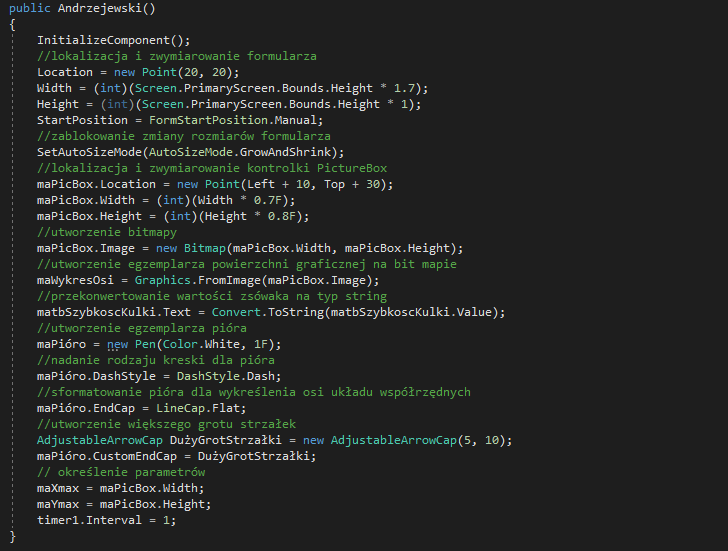 public Andrzejewski()
{
InitializeComponent();
//lokalizacja i zwymiarowanie formularza
Location = new Point(20, 20);
Width = (int)(Screen.PrimaryScreen.Bounds.Height * 1.7);
Height = (int)(Screen.PrimaryScreen.Bounds.Height * 1);
StartPosition = FormStartPosition.Manual;
//zablokowanie zmiany rozmiarów formularza
SetAutoSizeMode(AutoSizeMode.GrowAndShrink);
//lokalizacja i zwymiarowanie kontrolki PictureBox
maPicBox.Location = new Point(Left + 10, Top + 30);
maPicBox.Width = (int)(Width * 0.7F);
maPicBox.Height = (int)(Height * 0.8F);
//utworzenie bitmapy
maPicBox.Image = new Bitmap(maPicBox.Width, maPicBox.Height);
//utworzenie egzemplarza powierzchni graficznej na bit mapie
maWykresOsi = Graphics.FromImage(maPicBox.Image);
//przekonwertowanie wartości zsówaka na typ string
matbSzybkoscKulki.Text = Convert.ToString(matbSzybkoscKulki.Value);
//utworzenie egzemplarza pióra
maPióro = new Pen(Color.White, 1F);
//nadanie rodzaju kreski dla pióra
maPióro.DashStyle = DashStyle.Dash;
//sformatowanie pióra dla wykreślenia osi układu współrzędnych
maPióro.EndCap = LineCap.Flat;
//utworzenie większego grotu strzałek
AdjustableArrowCap DużyGrotStrzałki = new AdjustableArrowCap(5, 10);
maPióro.CustomEndCap = DużyGrotStrzałki;
// określenie parametrów
maXmax = maPicBox.Width;
maYmax = maPicBox.Height;
timer1.Interval = 1;
}